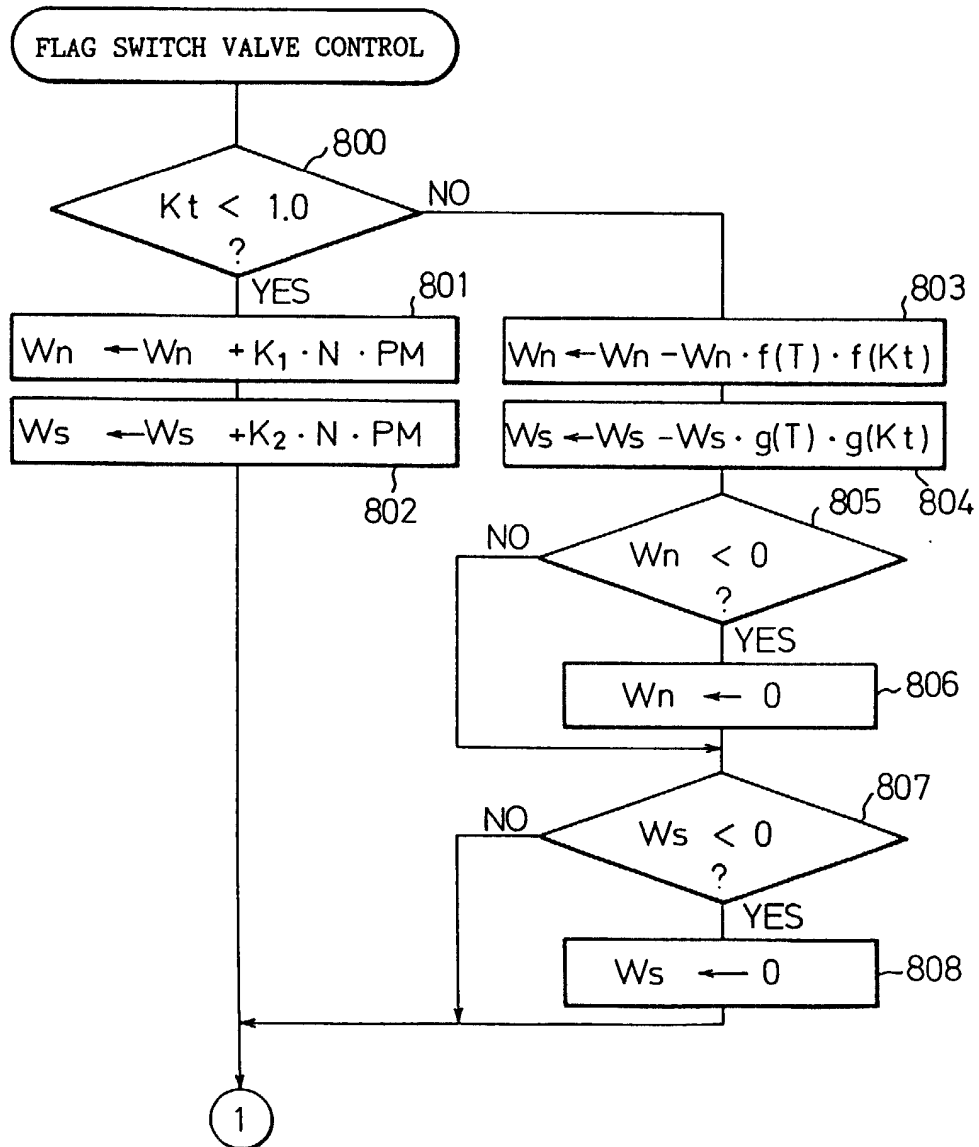 FLAG SWITCH VALVE CONTROL
800
Kt < 1.0
?
NO
YES
801
Wn ← Wn + K₁ · N · PM
Ws ← Ws + K₂ · N · PM
802
803
Wn ← Wn − Wn · f(T) · f(Kt)
Ws ← Ws − Ws · g(T) · g(Kt)
804
805
Wn < 0
?
NO
YES
Wn ← 0
806
807
Ws < 0
?
NO
YES
Ws ← 0
808
1